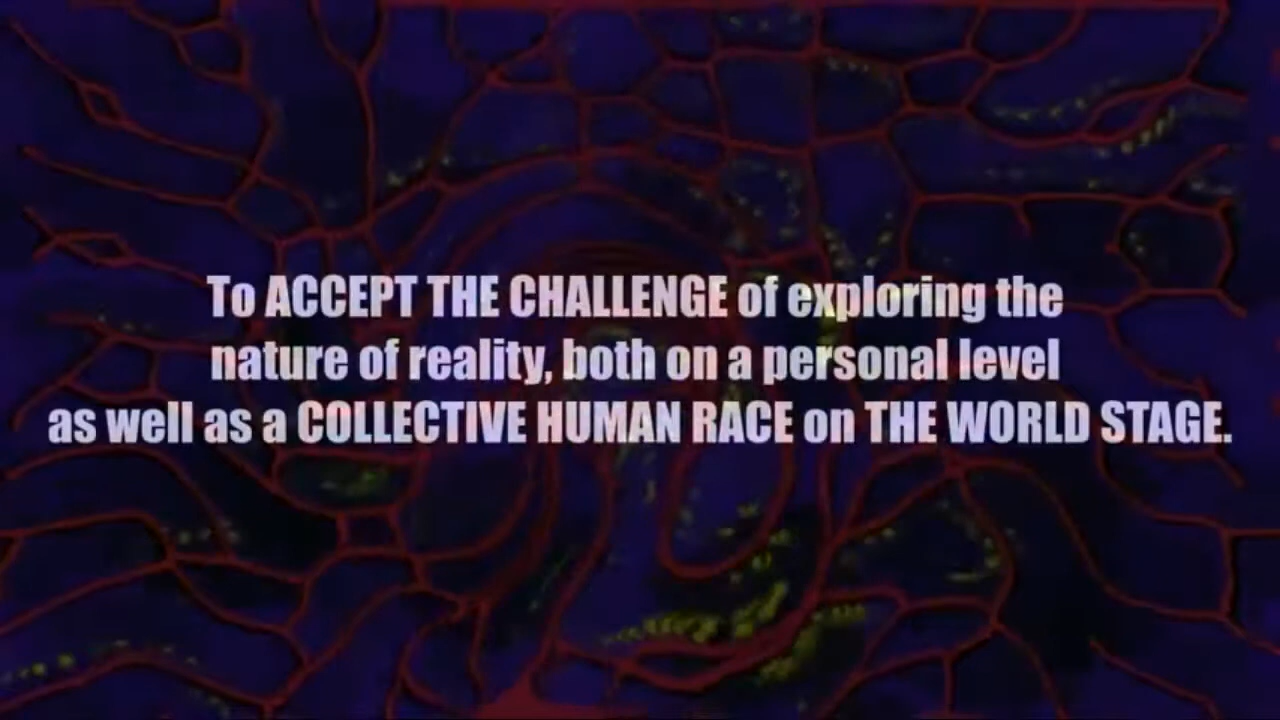 To ACCEPT THE CHALLENGE of exploring the
nature of reality, both on a personal level
as well as a COLLECTIVE HUMAN RACE on THE WORLD STAGE.